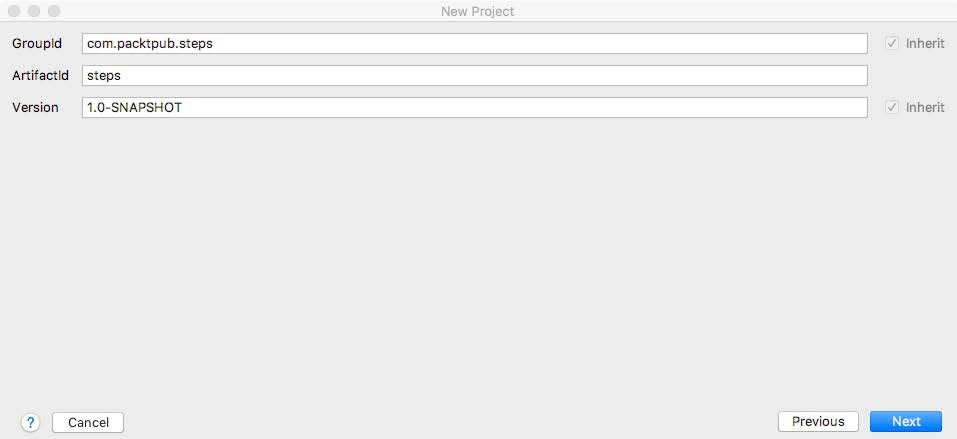 New Project
GroupId com.packtpub.steps Inherit
ArtifactId steps
Version 1.0-SNAPSHOT Inherit
? Cancel Previous Next